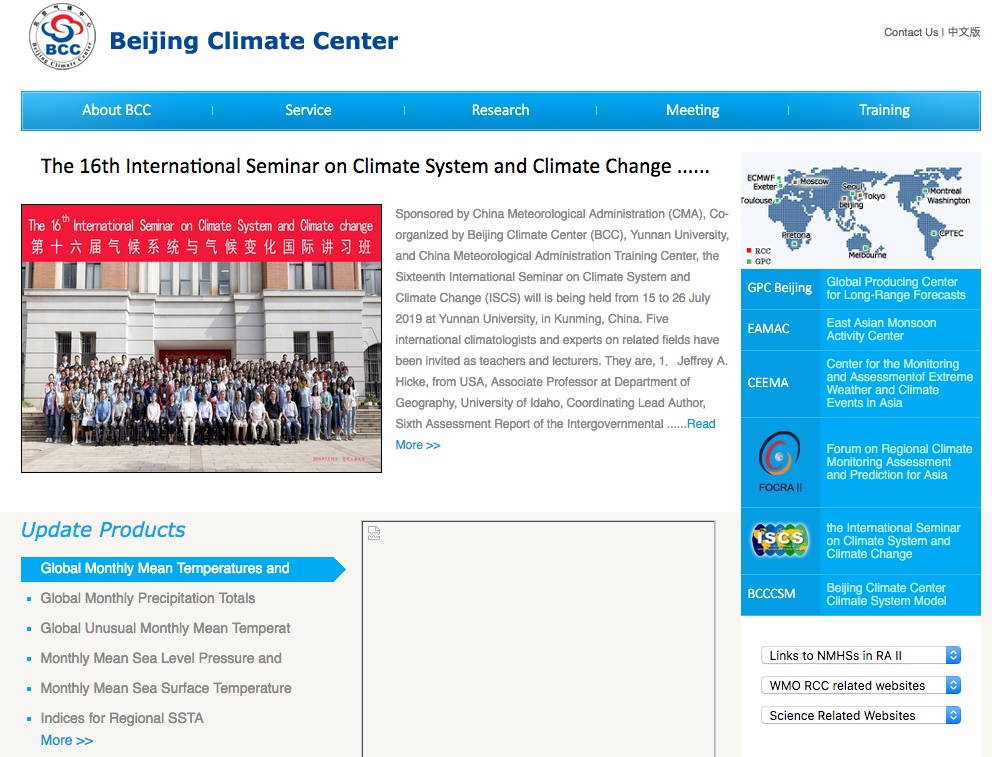 北京气候中心
BCC
Beijing Climate Center
Beijing Climate Center
Contact Us | 中文版
About BCC
Service
Research
Meeting
Training
The 16th International Seminar on Climate System and Climate Change ......
The 16th International Seminar on Climate System and Climate change
第十六届气候系统与气候变化国际讲习班
Sponsored by China Meteorological Administration (CMA), Co-
organized by Beijing Climate Center (BCC), Yunnan University,
and China Meteorological Administration Training Center, the
Sixteenth International Seminar on Climate System and
Climate Change (ISCS) will is being held from 15 to 26 July
2019 at Yunnan University, in Kunming, China. Five
international climatologists and experts on related fields have
been invited as teachers and lecturers. They are, 1．Jeffrey A.
Hicke, from USA, Associate Professor at Department of
Geography, University of Idaho, Coordinating Lead Author,
Sixth Assessment Report of the Intergovernmental ......Read
More >>
ECMWF
Exeter
Toulouse
Moscow
Seoul
Tokyo
Beijing
Montreal
Washington
Pretoria
CPTEC
Melbourne
RCC
GPC
GPC Beijing
Global Producing Center
for Long-Range Forecasts
EAMAC
East Asian Monsoon
Activity Center
CEEMA
Center for the Monitoring
and Assessmentof Extreme
Weather and Climate
Events in Asia
FOCRA II
Forum on Regional Climate
Monitoring Assessment
and Prediction for Asia
ISCS
the International Seminar
on Climate System and
Climate Change
BCCCSM
Beijing Climate Center
Climate System Model
Update Products
Global Monthly Mean Temperatures and
Global Monthly Precipitation Totals
Global Unusual Monthly Mean Temperat
Monthly Mean Sea Level Pressure and
Monthly Mean Sea Surface Temperature
Indices for Regional SSTA
More >>
Links to NMHSs in RA II
WMO RCC related websites
Science Related Websites